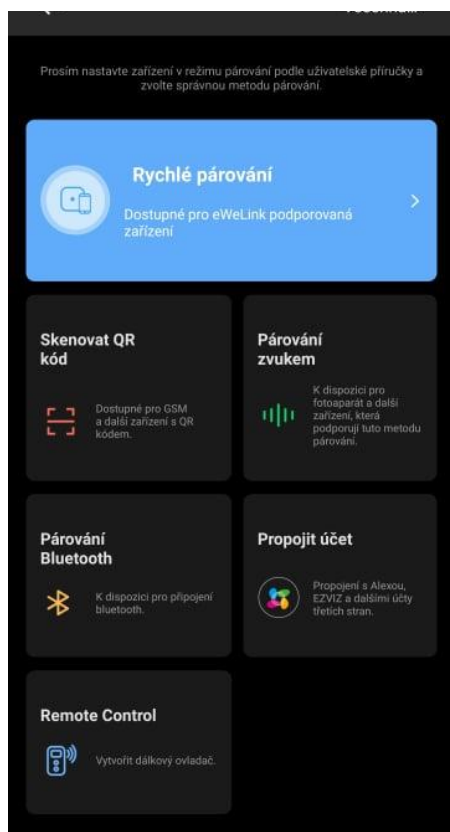 Prosím nastavte zařízení v režimu párování podle uživatelské příručky a
zvolte správnou metodu párování.
Rychlé párování
Dostupné pro eWeLink podporovaná
zařízení
Skenovat QR
kód
Dostupné pro GSM
a další zařízení s QR
kódem.
Párování
zvukem
K dispozici pro
fotoaparát a další
zařízení, která
podporují tuto metodu
párování.
Párování
Bluetooth
K dispozici pro připojení
bluetooth.
Propojit účet
Propojení s Alexou,
EZVIZ a dalšími účty
třetích stran.
Remote Control
Vytvořit dálkový ovladač.